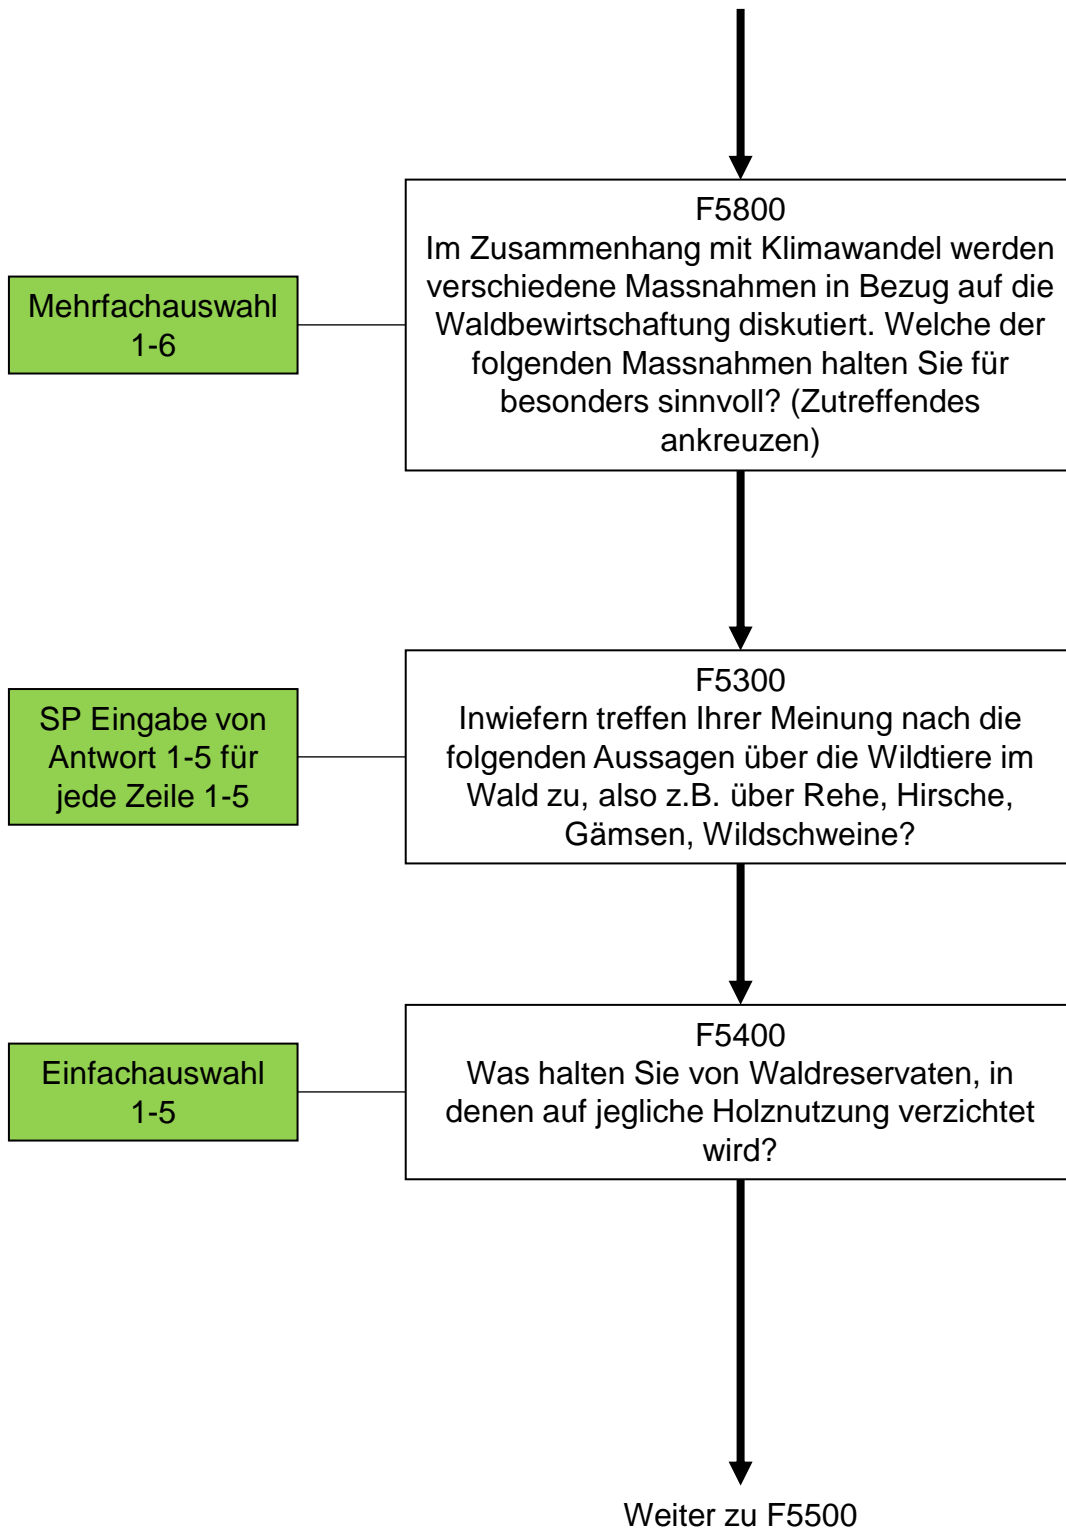 F5800
Im Zusammenhang mit Klimawandel werden
verschiedene Massnahmen in Bezug auf die
Waldbewirtschaftung diskutiert. Welche der
folgenden Massnahmen halten Sie für
besonders sinnvoll? (Zutreffendes
ankreuzen)
Mehrfachauswahl
1-6
F5300
Inwiefern treffen Ihrer Meinung nach die
folgenden Aussagen über die Wildtiere im
Wald zu, also z.B. über Rehe, Hirsche,
Gämsen, Wildschweine?
SP Eingabe von
Antwort 1-5 für
jede Zeile 1-5
F5400
Was halten Sie von Waldreservaten, in
denen auf jegliche Holznutzung verzichtet
wird?
Einfachauswahl
1-5
Weiter zu F5500